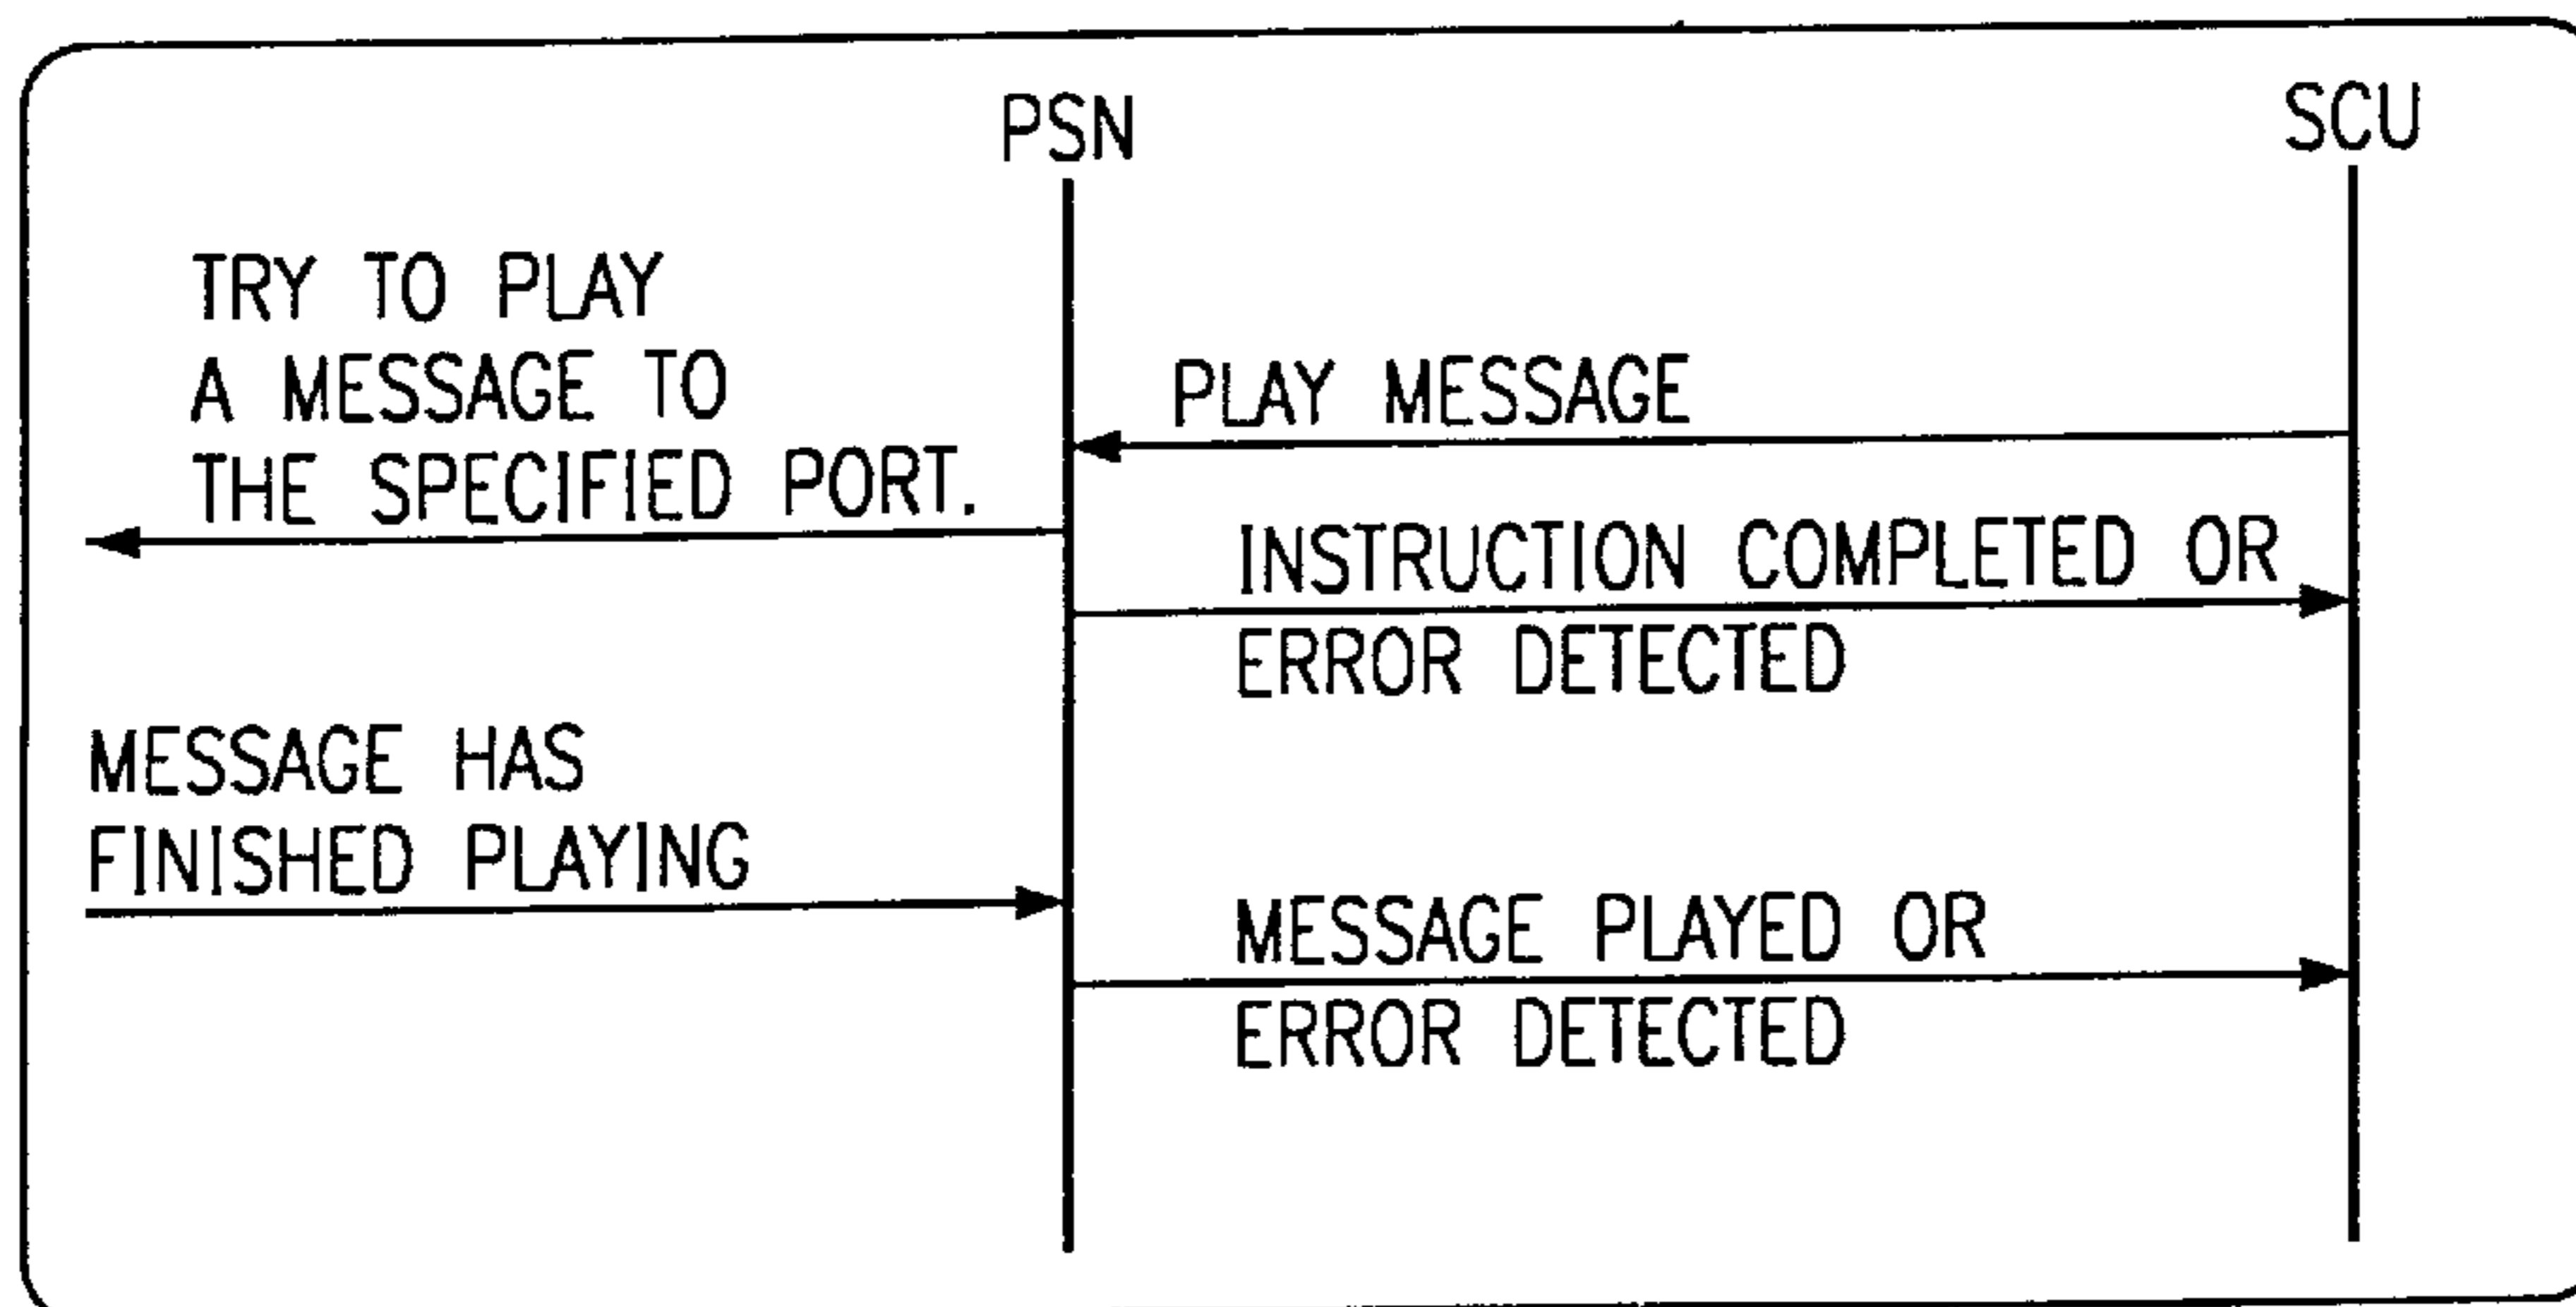 PSN
SCU
TRY TO PLAY
A MESSAGE TO
THE SPECIFIED PORT.
PLAY MESSAGE
INSTRUCTION COMPLETED OR
ERROR DETECTED
MESSAGE HAS
FINISHED PLAYING
MESSAGE PLAYED OR
ERROR DETECTED